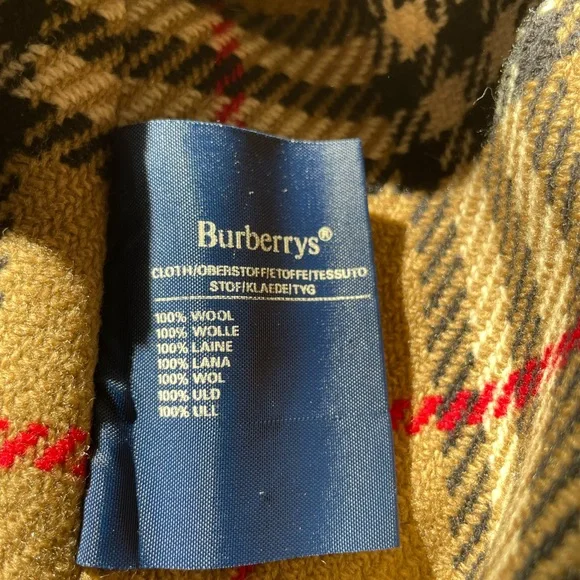 Burberrys®
CLOTH/OBERSTOFF/ETOFFE/TESSUTO
STOF/KLAEDE/TYG
100% WOOL
100% WOLLE
100% LAINE
100% LANA
100% WOL
100% ULD
100% ULL